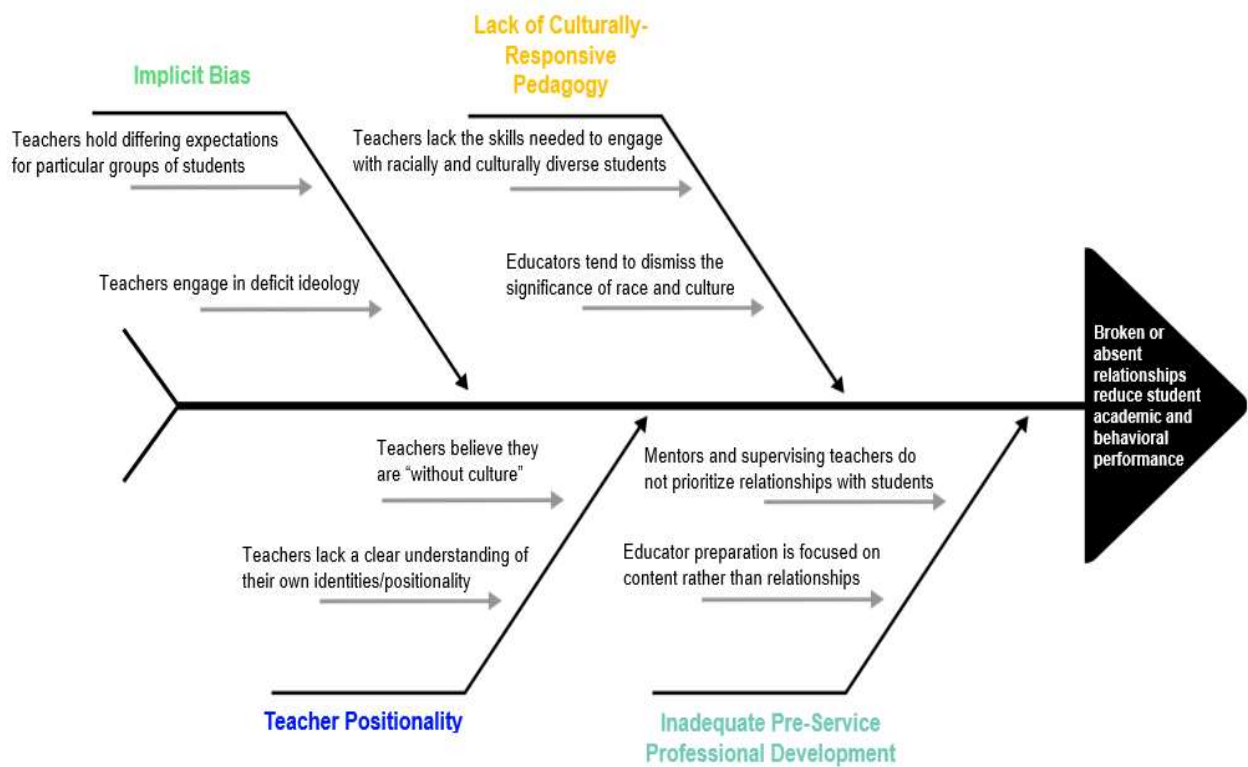 Implicit Bias
Lack of Culturally-
Responsive
Pedagogy
Teachers hold differing expectations
for particular groups of students
Teachers engage in deficit ideology
Teachers lack the skills needed to engage
with racially and culturally diverse students
Educators tend to dismiss the
significance of race and culture
Broken or
absent
relationships
reduce student
academic and
behavioral
performance
Teachers believe they
are “without culture”
Teachers lack a clear understanding of
their own identities/positionality
Mentors and supervising teachers do
not prioritize relationships with students
Educator preparation is focused on
content rather than relationships
Teacher Positionality
Inadequate Pre-Service
Professional Development